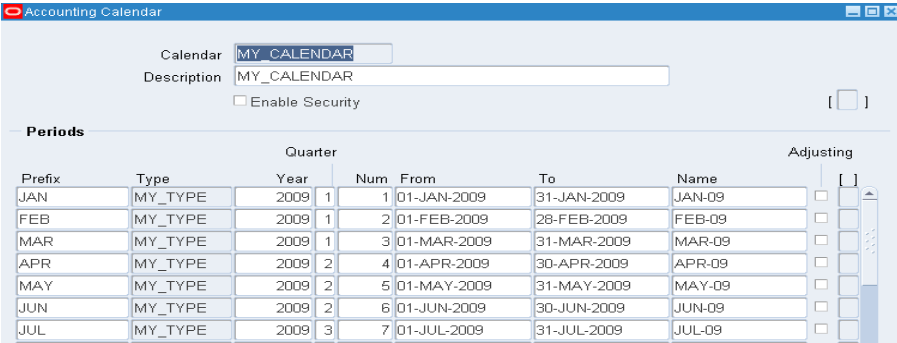 Accounting Calendar
Calendar MY_CALENDAR
Description MY_CALENDAR
Enable Security [ ]
Periods
Quarter Adjusting
Prefix Type Year Num From To Name [ ]
JAN MY_TYPE 2009 1 1 01-JAN-2009 31-JAN-2009 JAN-09
FEB MY_TYPE 2009 1 2 01-FEB-2009 28-FEB-2009 FEB-09
MAR MY_TYPE 2009 1 3 01-MAR-2009 31-MAR-2009 MAR-09
APR MY_TYPE 2009 2 4 01-APR-2009 30-APR-2009 APR-09
MAY MY_TYPE 2009 2 5 01-MAY-2009 31-MAY-2009 MAY-09
JUN MY_TYPE 2009 2 6 01-JUN-2009 30-JUN-2009 JUN-09
JUL MY_TYPE 2009 3 7 01-JUL-2009 31-JUL-2009 JUL-09